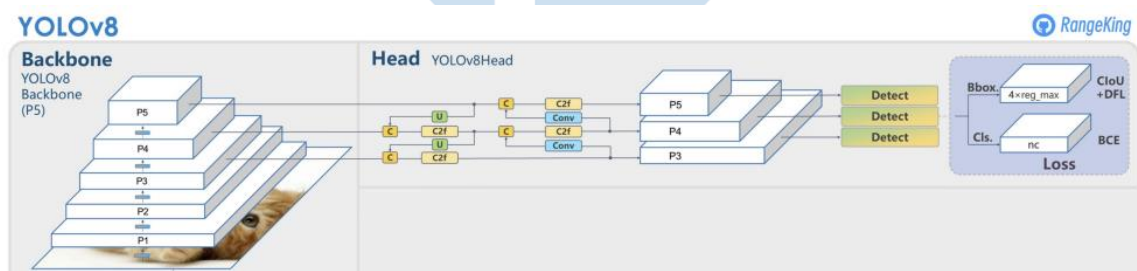 YOLOv8
RangeKing
Backbone
YOLOv8
Backbone
(P5)
P5
P4
P3
P2
P1
Head YOLOv8Head
C C2f
U Conv
C C2f C C2f
U Conv
C C2f
P5
P4
P3
Detect
Detect
Detect
Bbox.
4×reg_max
CIoU
+DFL
Cls.
nc
BCE
Loss